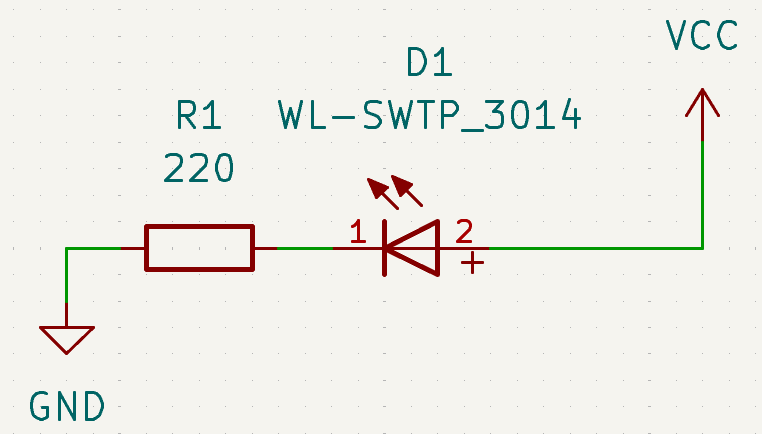 VCC
D1
R1
WL-SWTP_3014
220
1
2
+
GND